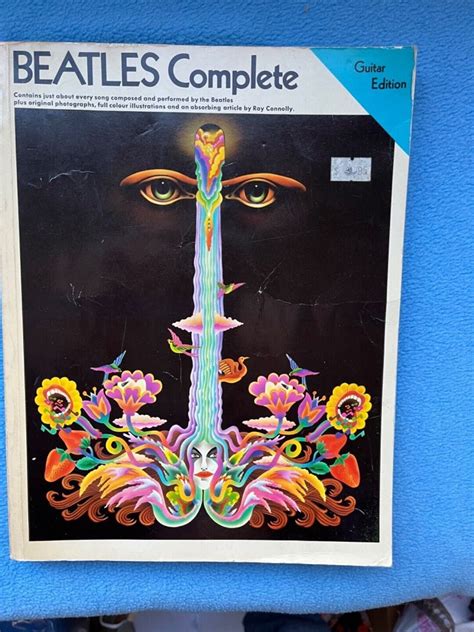 BEATLES Complete
Guitar
Edition
Contains just about every song composed and performed by the Beatles
plus original photographs, full colour illustrations and an absorbing article by Ray Connolly.